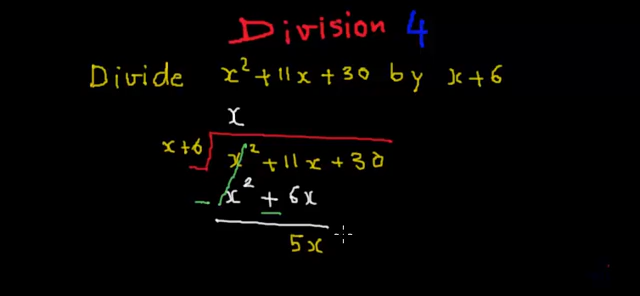 Division 4
Divide x² + 11x + 30 by x + 6
x
x + 6 x² + 11x + 30
- x² + 6x
5x